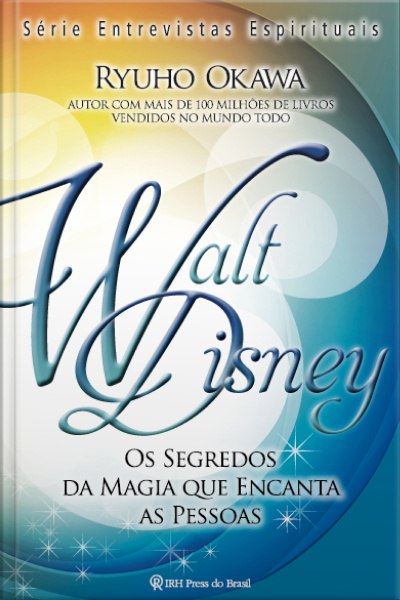 Série Entrevistas Espirituais
RYUHO OKAWA
AUTOR COM MAIS DE 100 MILHÕES DE LIVROS
VENDIDOS NO MUNDO TODO
Walt
Disney
OS SEGREDOS
DA MAGIA QUE ENCANTA
AS PESSOAS
IRH Press do Brasil